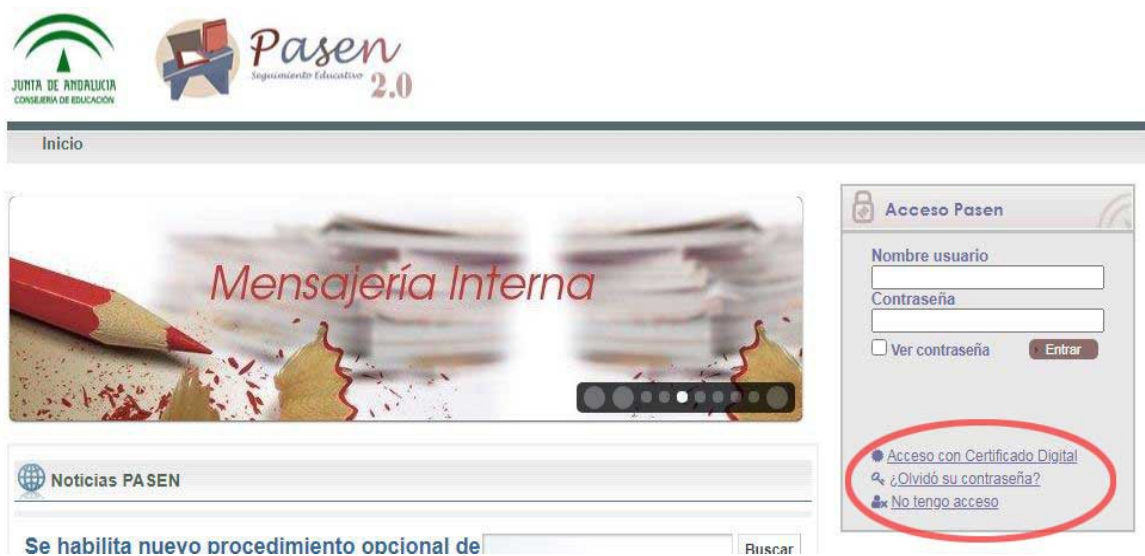 Pasen
Seguimiento Educativo 2.0
JUNTA DE ANDALUCIA
CONSEJERÍA DE EDUCACIÓN
Inicio
Mensajería Interna
Acceso Pasen
Nombre usuario
Contraseña
Ver contraseña
Entrar
Acceso con Certificado Digital
¿Olvidó su contraseña?
No tengo acceso
Noticias PASEN
Se habilita nuevo procedimiento opcional de
Buscar